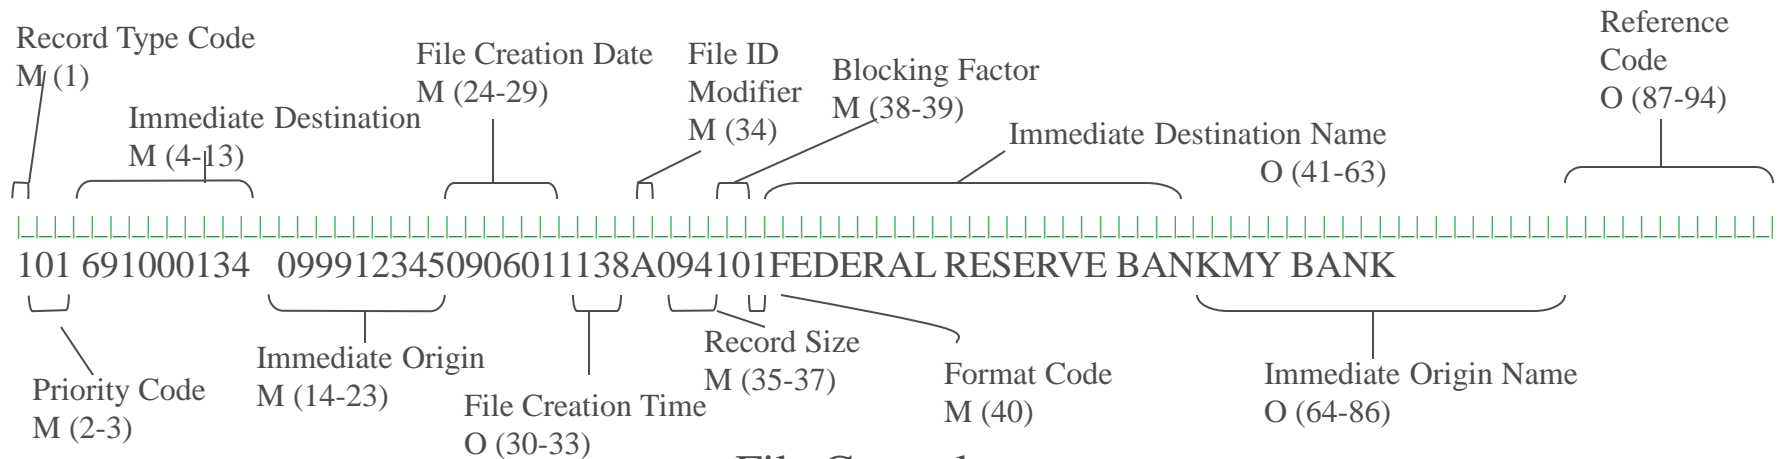 Record Type Code
M (1)
Immediate Destination
M (4-13)
File Creation Date
M (24-29)
File ID
Modifier
M (34)
Blocking Factor
M (38-39)
Immediate Destination Name
O (41-63)
Reference
Code
O (87-94)
101 691000134  0999123450906011138A094101FEDERAL RESERVE BANKMY BANK
Priority Code
M (2-3)
Immediate Origin
M (14-23)
File Creation Time
O (30-33)
Record Size
M (35-37)
Format Code
M (40)
Immediate Origin Name
O (64-86)